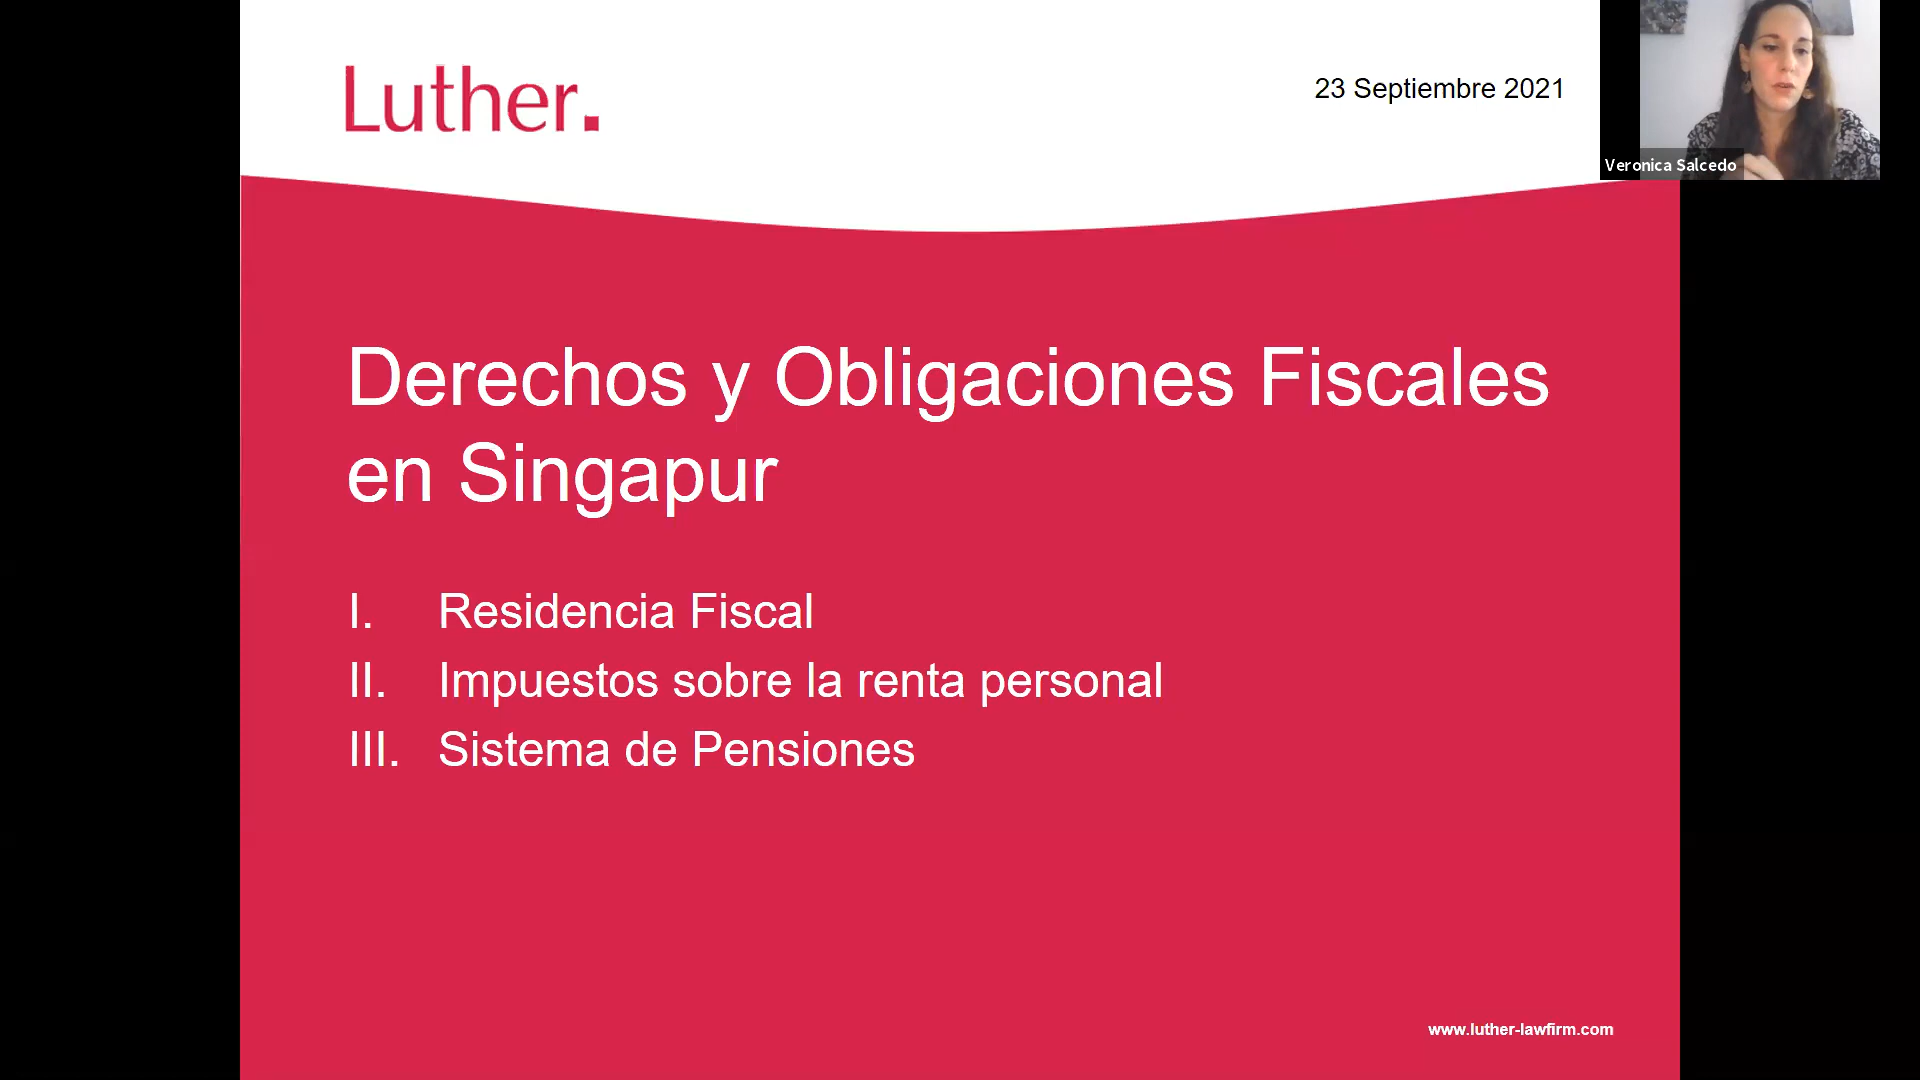 Luther.
23 Septiembre 2021
Veronica Salcedo
Derechos y Obligaciones Fiscales
en Singapur
I. Residencia Fiscal
II. Impuestos sobre la renta personal
III. Sistema de Pensiones
www.luther-lawfirm.com